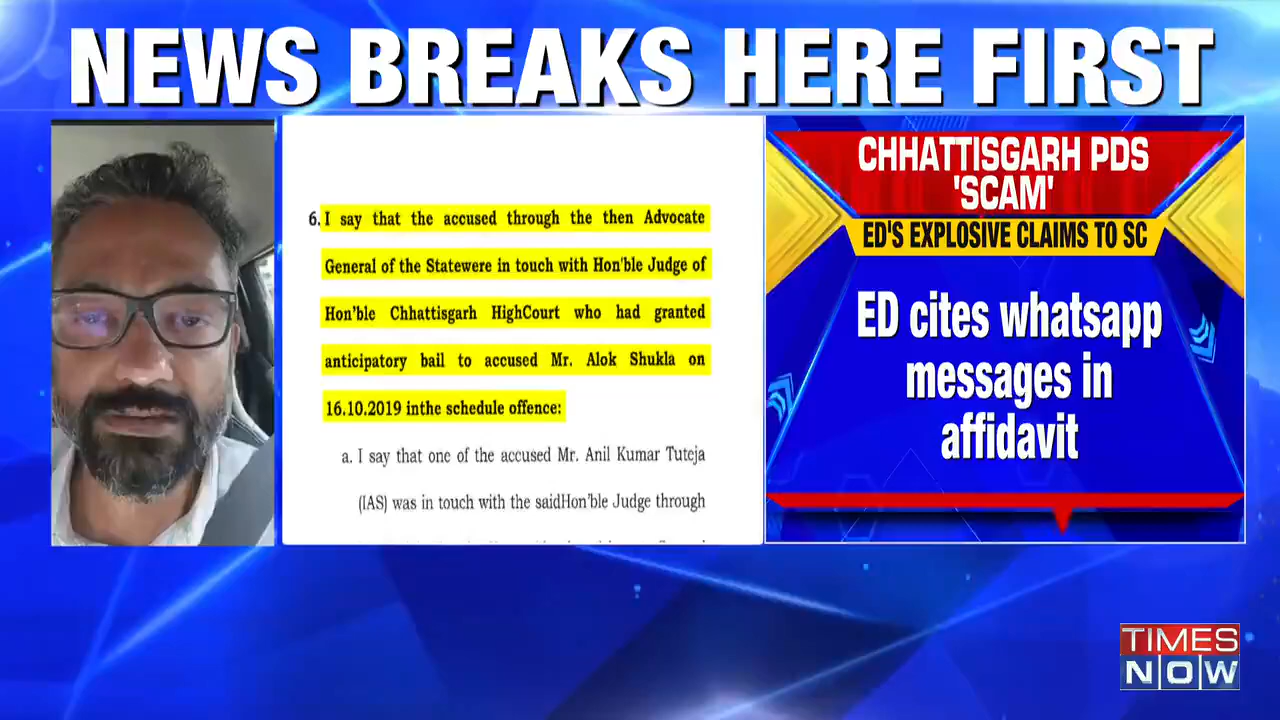 NEWS BREAKS HERE FIRST
6. I say that the accused through the then Advocate
General of the Statewere in touch with Hon'ble Judge of
Hon'ble Chhattisgarh HighCourt who had granted
anticipatory bail to accused Mr. Alok Shukla on
16.10.2019 inthe schedule offence:
a. I say that one of the accused Mr. Anil Kumar Tuteja
(IAS) was in touch with the saidHon'ble Judge through
CHHATTISGARH PDS
'SCAM'
ED'S EXPLOSIVE CLAIMS TO SC
ED cites whatsapp
messages in
affidavit
TIMES
NOW